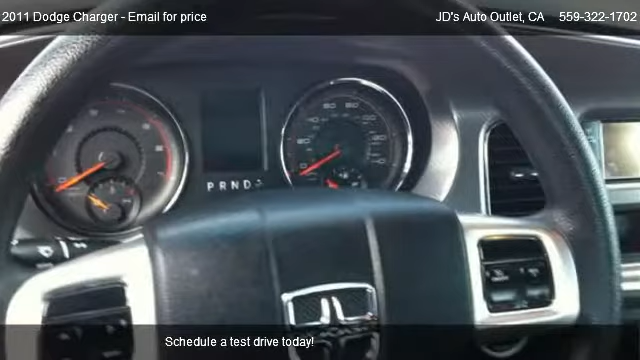 2011 Dodge Charger - Email for price JD's Auto Outlet, CA 559-322-1702
PRND
Schedule a test drive today!